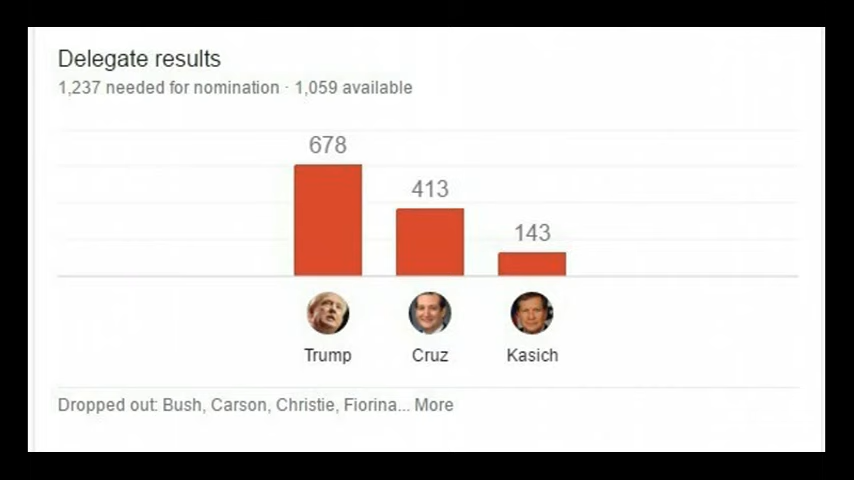 Delegate results
1,237 needed for nomination · 1,059 available
678
413
143
Trump
Cruz
Kasich
Dropped out: Bush, Carson, Christie, Fiorina... More